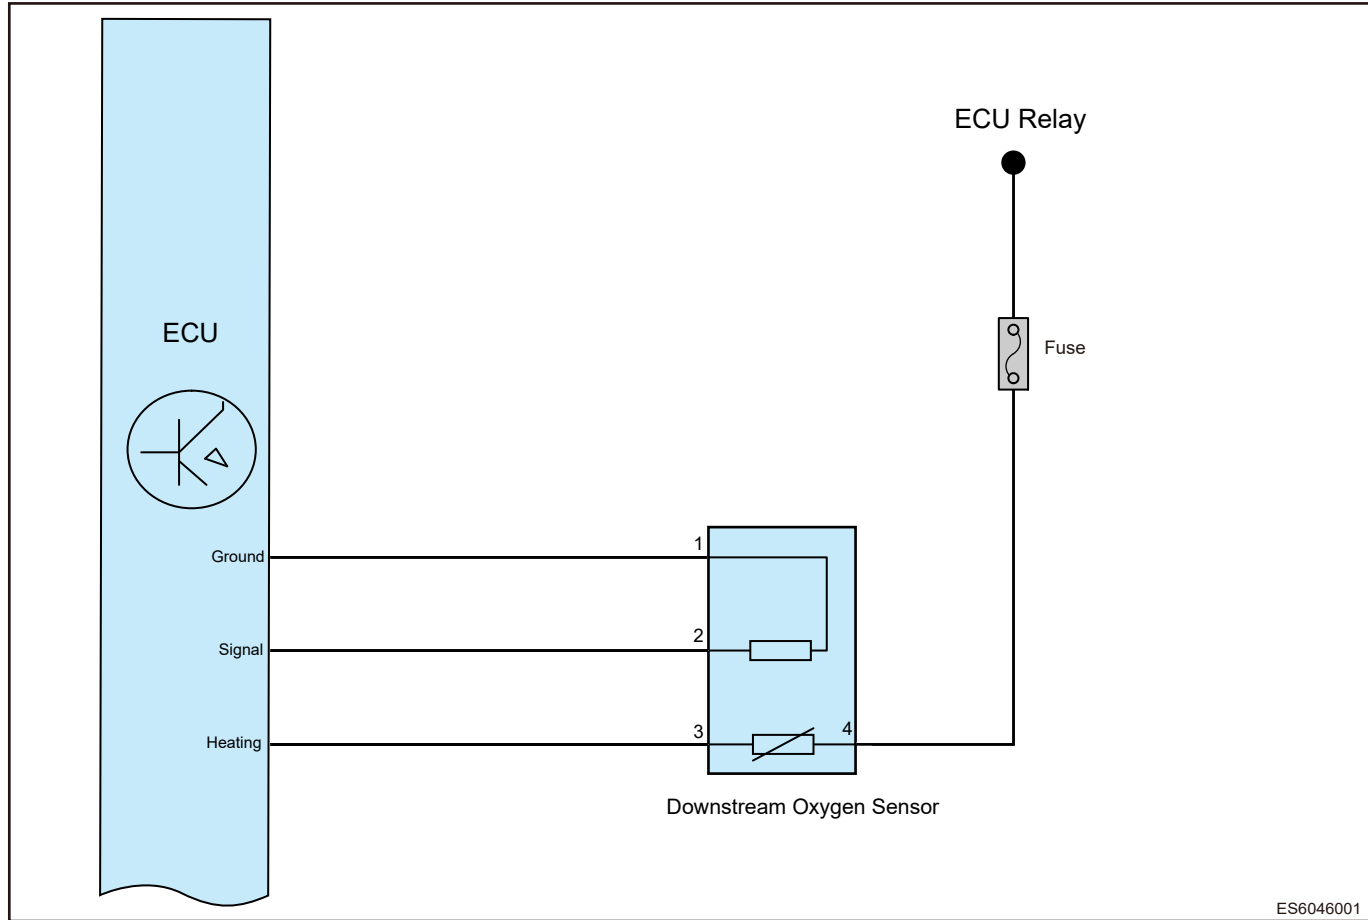 ECU Relay
Fuse
ECU
Ground
1
Signal
2
Heating
3
4
Downstream Oxygen Sensor
ES6046001